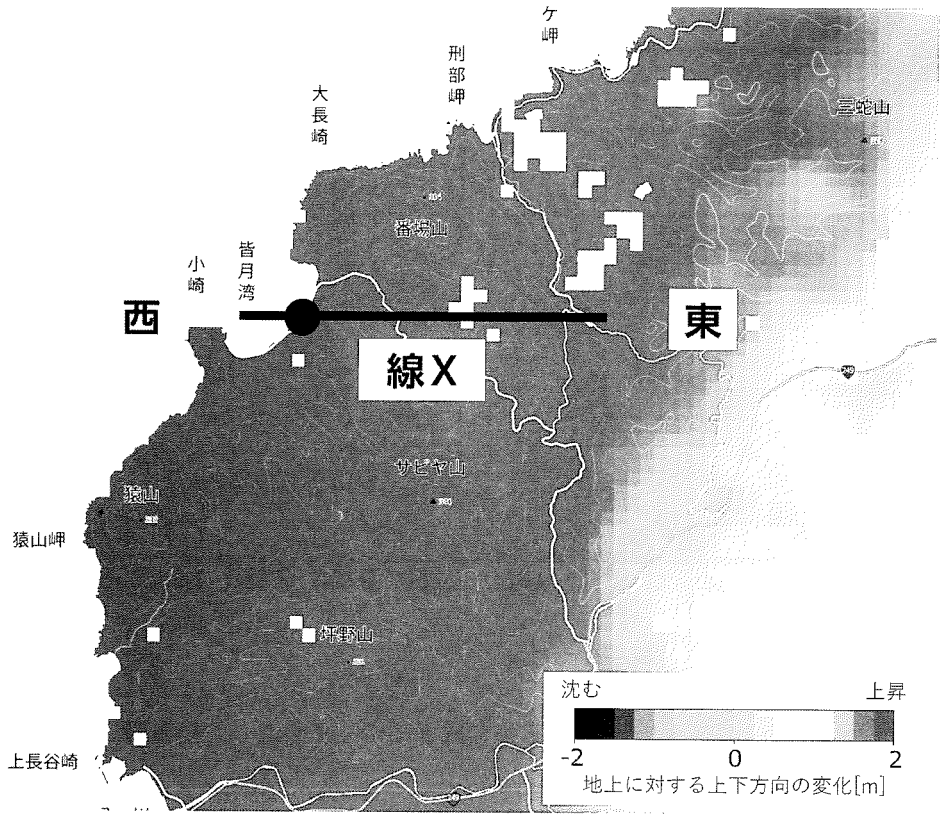 ケ岬
刑部岬
大長崎
三蛇山
番場山
皆月湾
小崎
西
東
249
線X
サビヤ山
猿山
猿山岬
坪野山
沈む
上昇
上長谷崎
-2
0
2
地上に対する上下方向の変化[m]